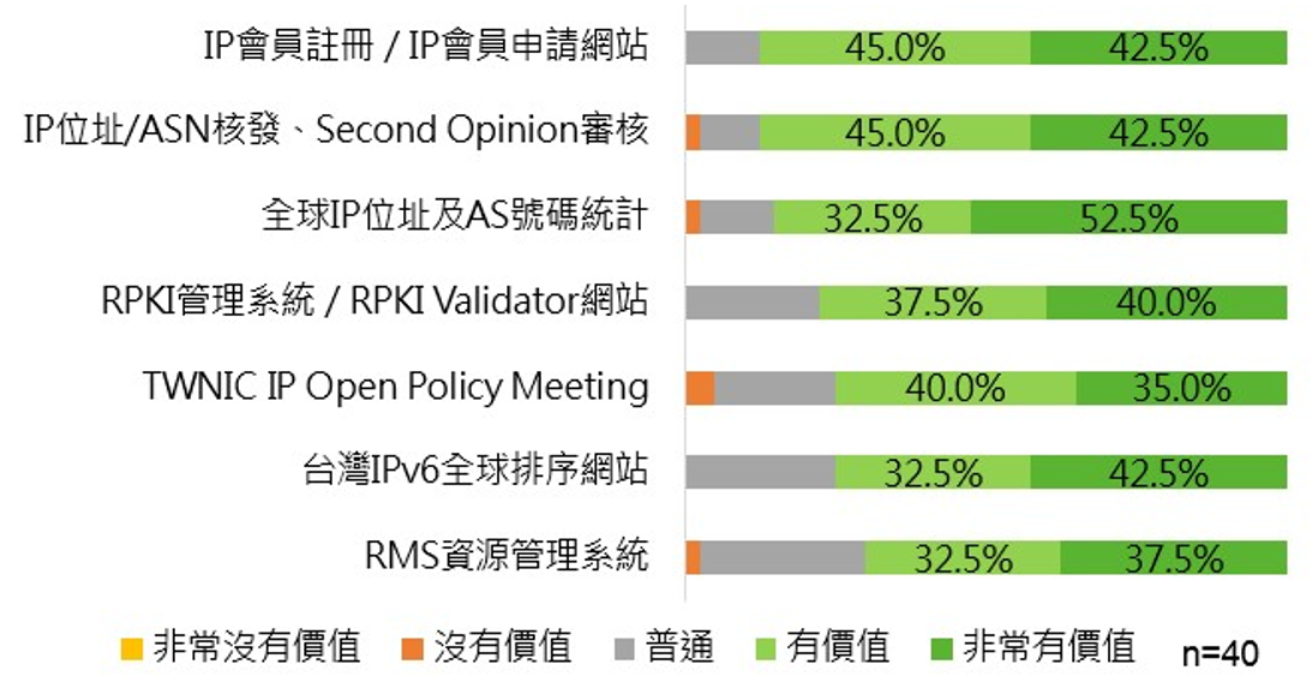 IP會員註冊 / IP會員申請網站 45.0% 42.5%
IP位址/ASN核發、Second Opinion審核 45.0% 42.5%
全球IP位址及AS號碼統計 32.5% 52.5%
RPKI管理系統 / RPKI Validator網站 37.5% 40.0%
TWNIC IP Open Policy Meeting 40.0% 35.0%
台灣IPv6全球排序網站 32.5% 42.5%
RMS資源管理系統 32.5% 37.5%
非常沒有價值 沒有價值 普通 有價值 非常有價值 n=40